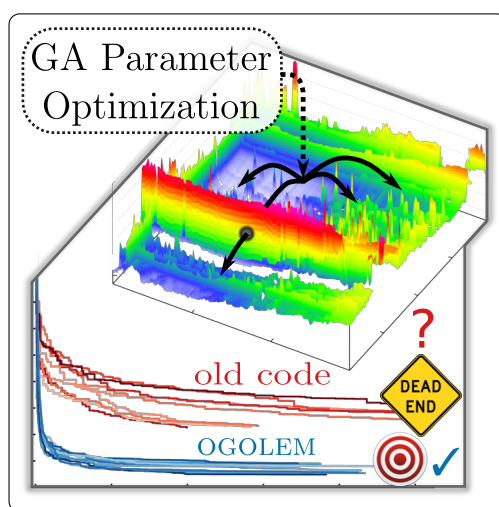 GA Parameter
Optimization
?
old code
DEAD
END
OGOLEM
✓